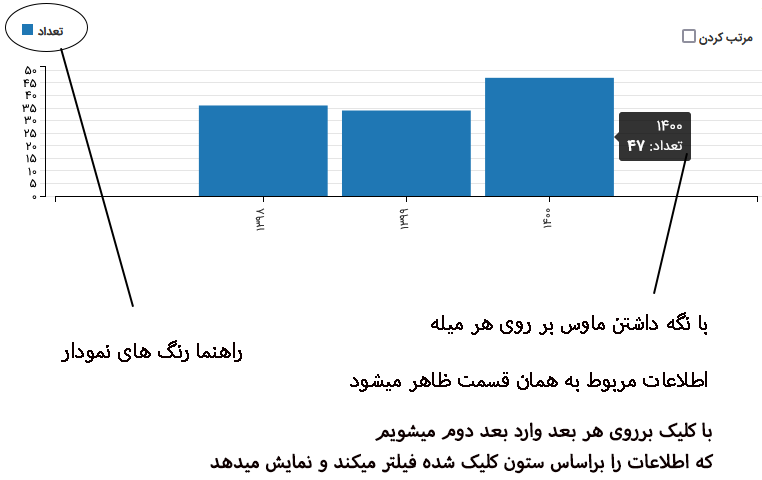 تعداد
مرتب کردن
۵۰
۴۵
۴۰
۳۵
۳۰
۲۵
۲۰
۱۵
۱۰
۵
۰
۱۴۰۰
تعداد: ۴۷
۱۳۹۸
۱۳۹۹
۱۴۰۰
با نگه داشتن ماوس بر روی هر میله
راهنما رنگ های نمودار
اطلاعات مربوط به همان قسمت ظاهر میشود
با کلیک برروی هر بعد وارد بعد دوم میشویم
که اطلاعات را براساس ستون کلیک شده فیلتر میکند و نمایش میدهد